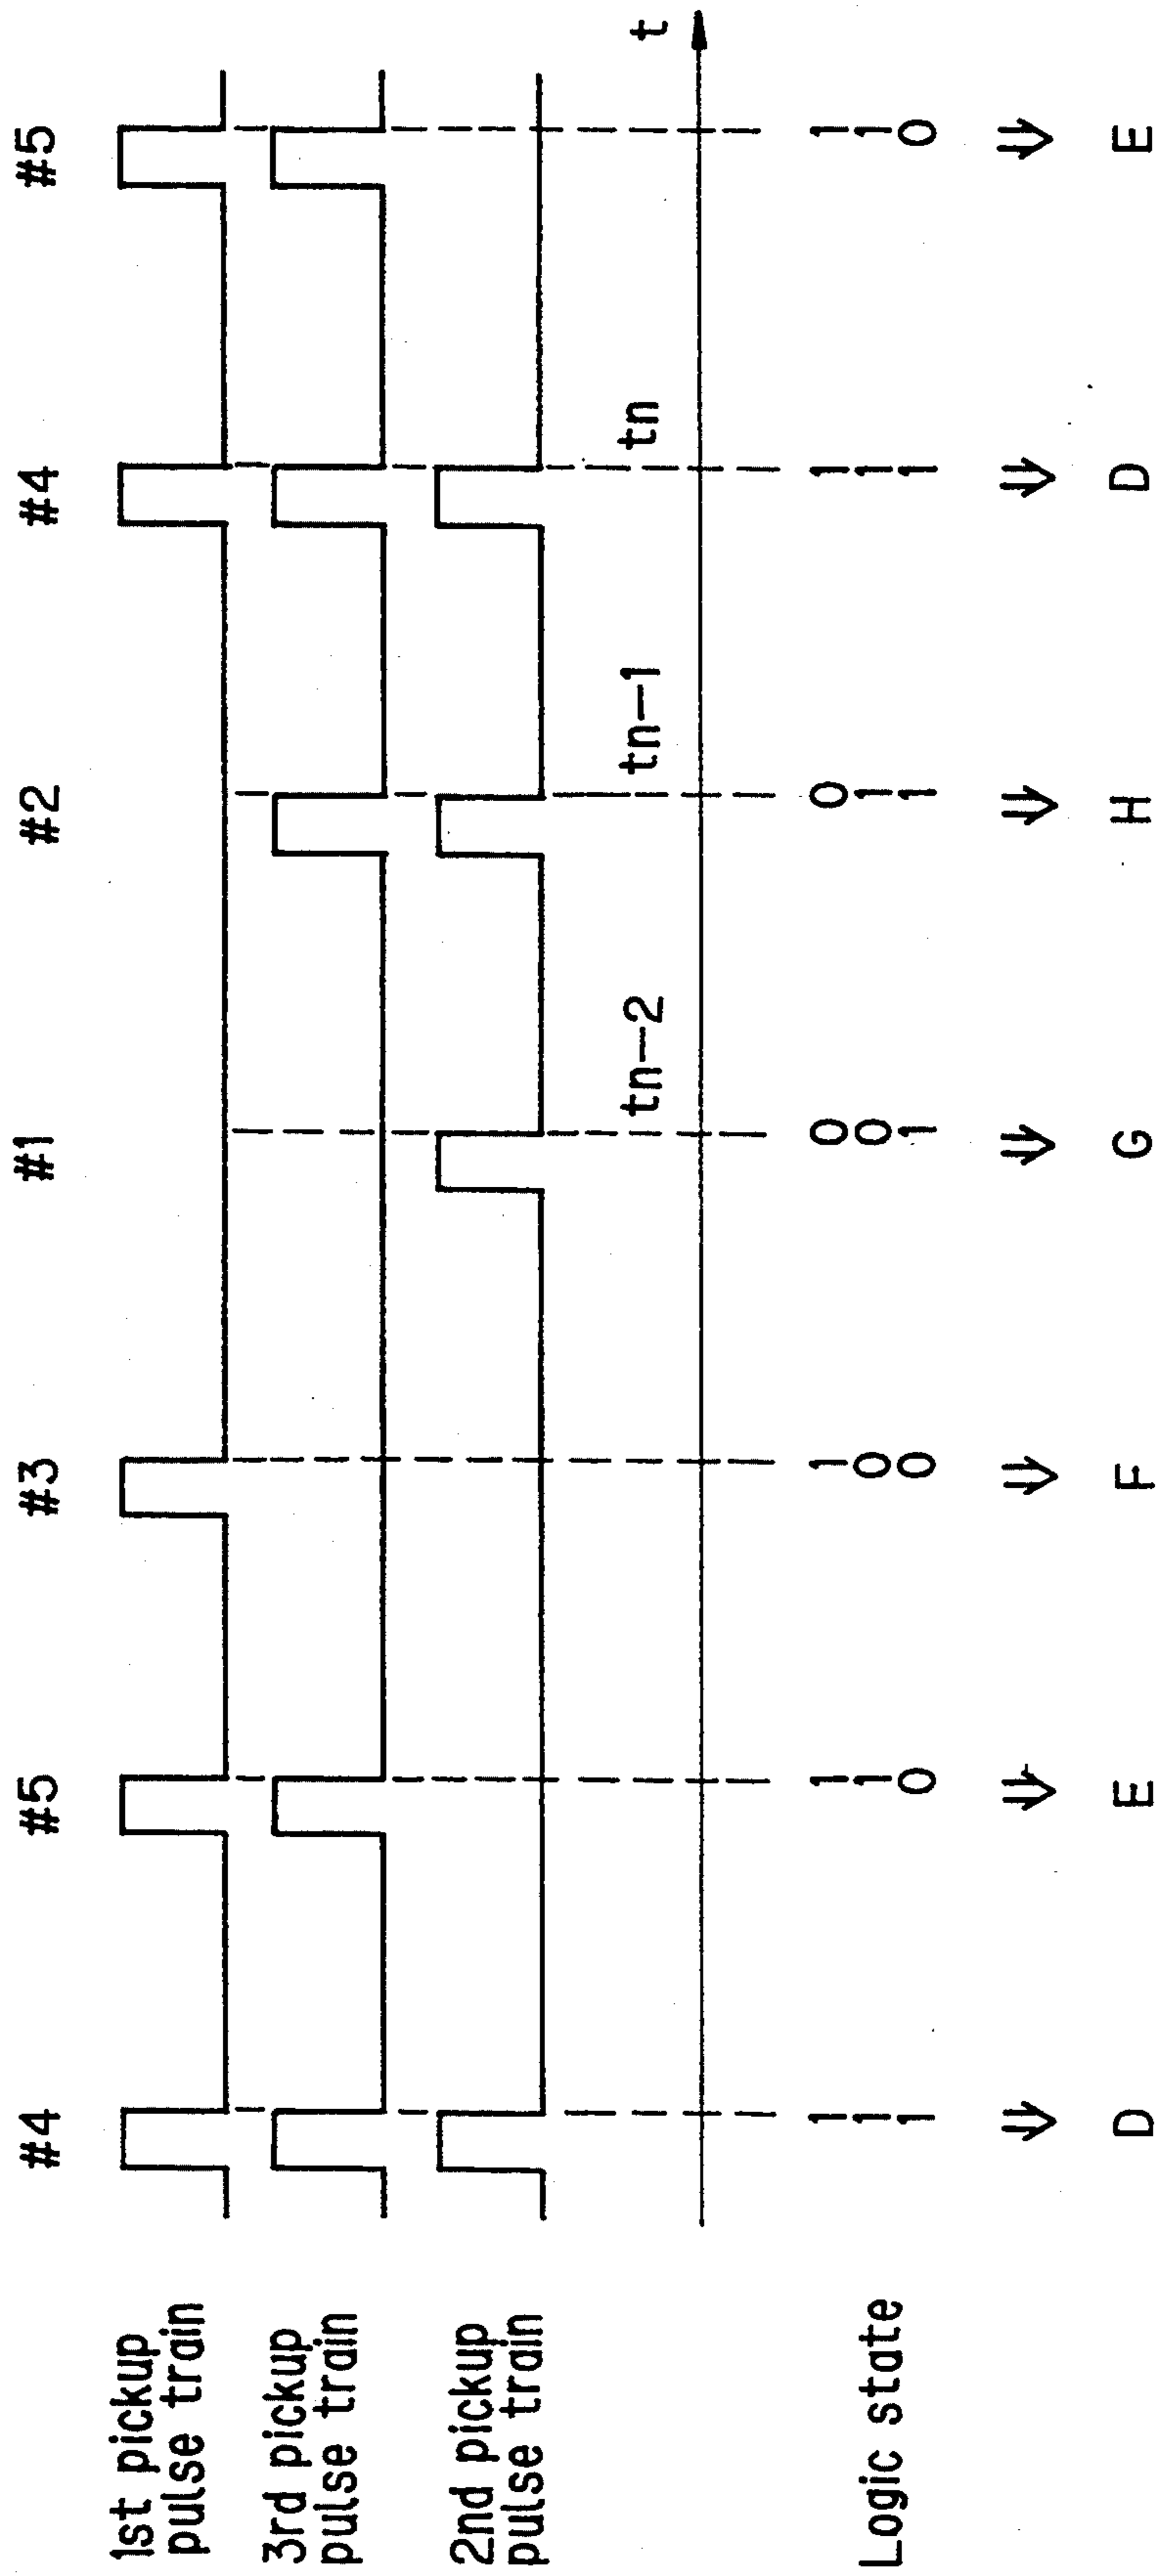 #4 #5 #3 #1 #2 #4 #5
1st pickup
pulse train
3rd pickup
pulse train
2nd pickup
pulse train
tn-2 tn-1 tn t
1 1 1 0 0 1 1
Logic state 1 1 0 0 1 1 1
1 0 0 1 1 1 0
⇓ ⇓ ⇓ ⇓ ⇓ ⇓ ⇓
D E F G H D E